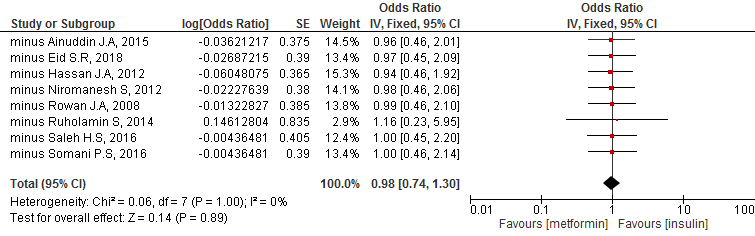 Odds Ratio Odds Ratio
Study or Subgroup log[Odds Ratio] SE Weight IV, Fixed, 95% CI IV, Fixed, 95% CI
minus Ainuddin J.A, 2015 -0.03621217 0.375 14.5% 0.96 [0.46, 2.01]
minus Eid S.R, 2018 -0.02687215 0.39 13.4% 0.97 [0.45, 2.09]
minus Hassan J.A, 2012 -0.06048075 0.365 15.3% 0.94 [0.46, 1.92]
minus Niromanesh S, 2012 -0.02227639 0.38 14.1% 0.98 [0.46, 2.06]
minus Rowan J.A, 2008 -0.01322827 0.385 13.8% 0.99 [0.46, 2.10]
minus Ruholamin S, 2014 0.14612804 0.835 2.9% 1.16 [0.23, 5.95]
minus Saleh H.S, 2016 -0.00436481 0.405 12.4% 1.00 [0.45, 2.20]
minus Somani P.S, 2016 -0.00436481 0.39 13.4% 1.00 [0.46, 2.14]
Total (95% CI) 100.0% 0.98 [0.74, 1.30]
Heterogeneity: Chi² = 0.06, df = 7 (P = 1.00); I² = 0%
Test for overall effect: Z = 0.14 (P = 0.89)
0.01 0.1 1 10 100
Favours [metformin] Favours [insulin]